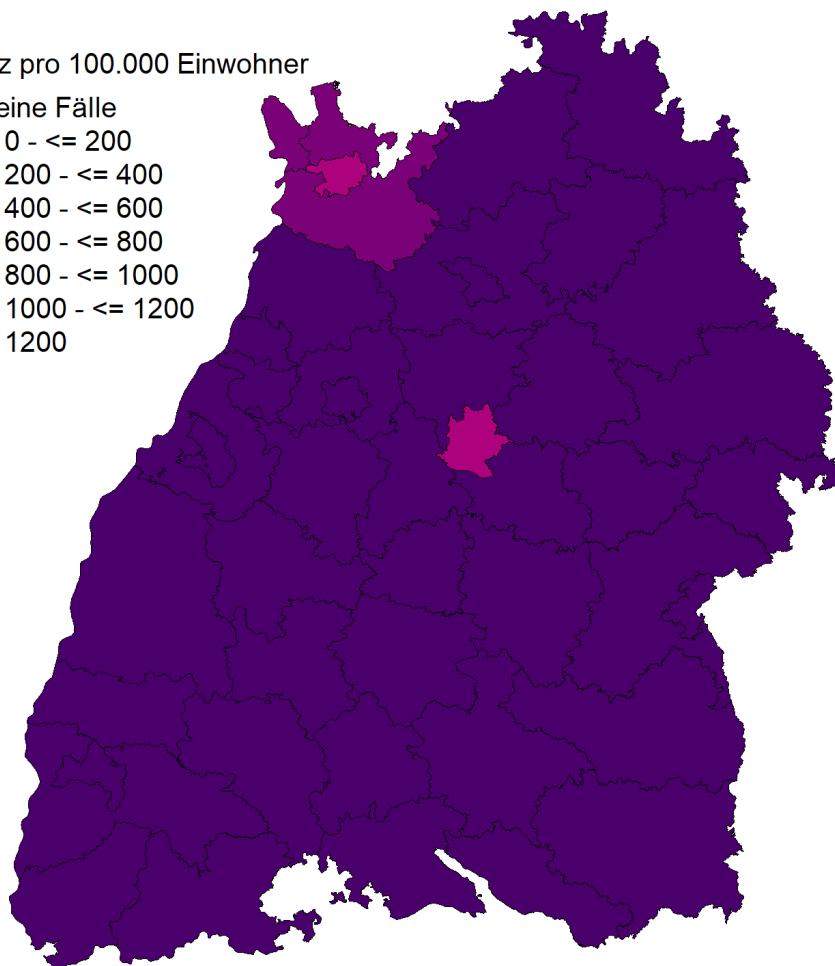 z pro 100.000 Einwohner
eine Fälle
0 - <= 200
200 - <= 400
400 - <= 600
600 - <= 800
800 - <= 1000
1000 - <= 1200
1200